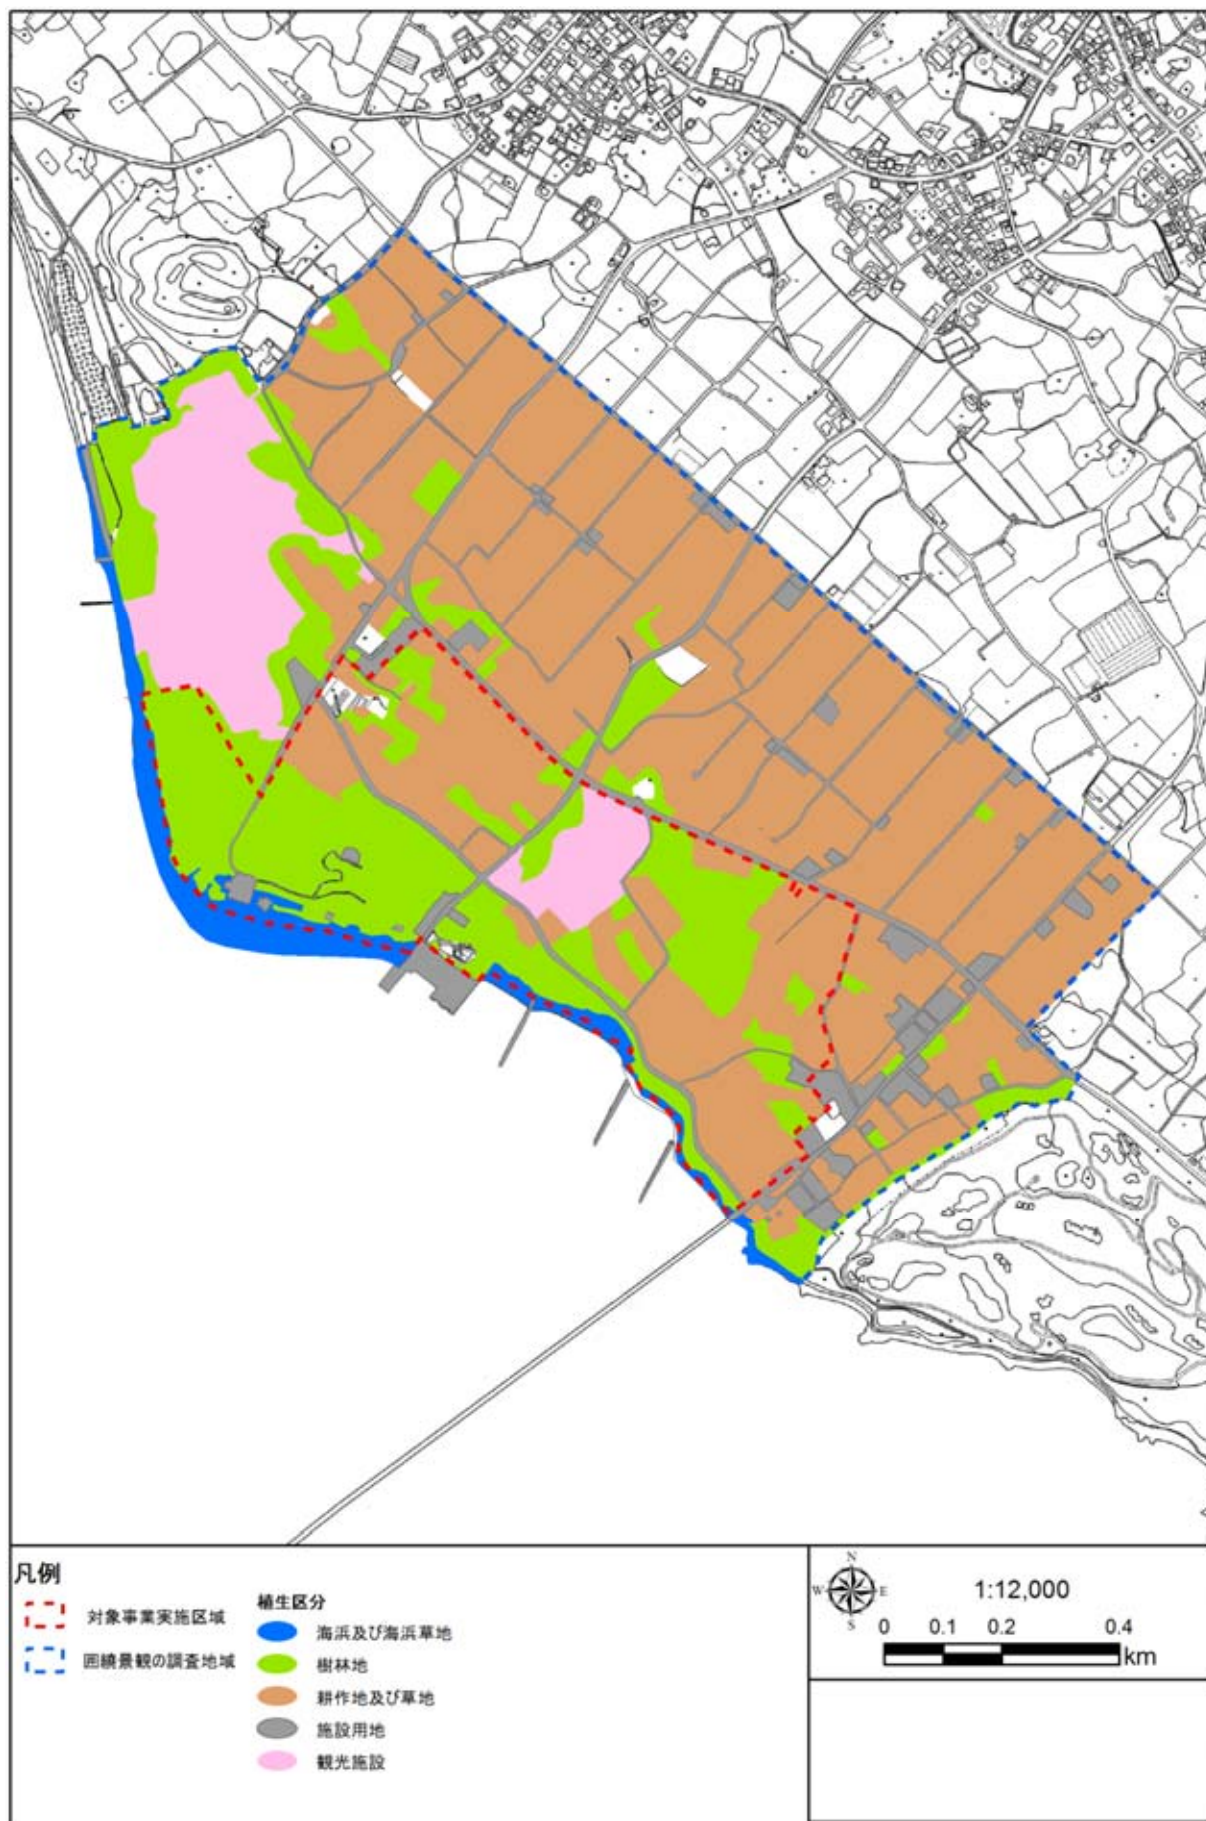 凡例
対象事業実施区域
囲繞景観の調査地域
植生区分
海浜及び海浜草地
樹林地
耕作地及び草地
施設用地
観光施設
N
W
E
S
1:12,000
0 0.1 0.2 0.4
km